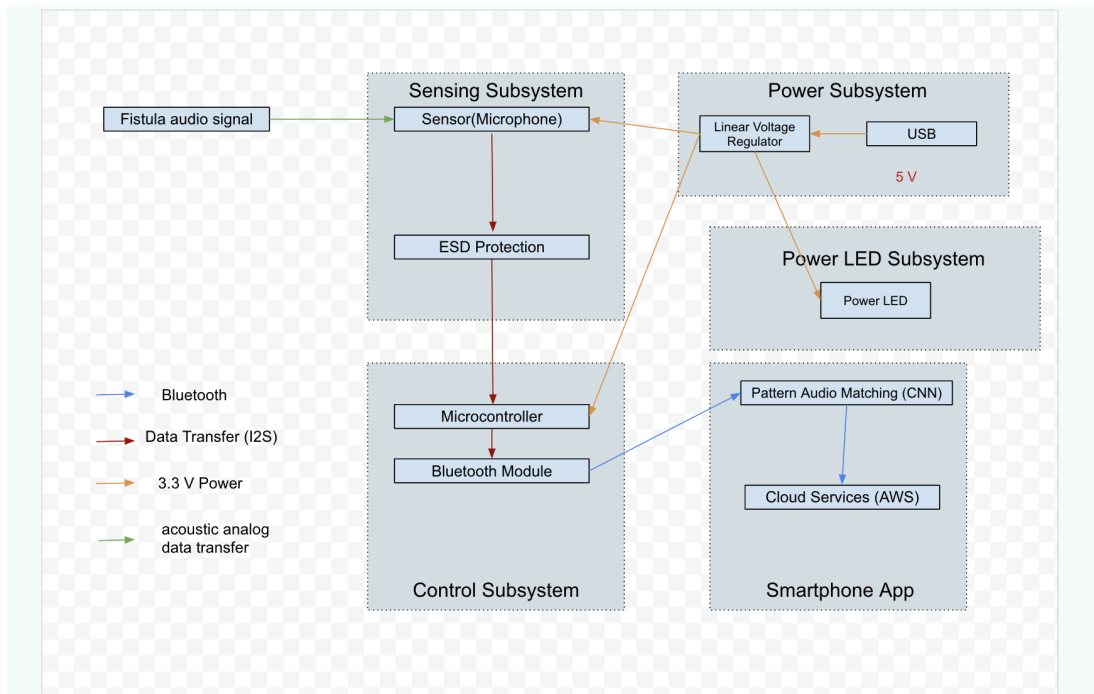 Sensing Subsystem
Power Subsystem
Fistula audio signal
Sensor(Microphone)
Linear Voltage
Regulator
USB
5 V
ESD Protection
Power LED Subsystem
Power LED
Bluetooth
Data Transfer (I2S)
3.3 V Power
acoustic analog
data transfer
Microcontroller
Bluetooth Module
Control Subsystem
Pattern Audio Matching (CNN)
Cloud Services (AWS)
Smartphone App